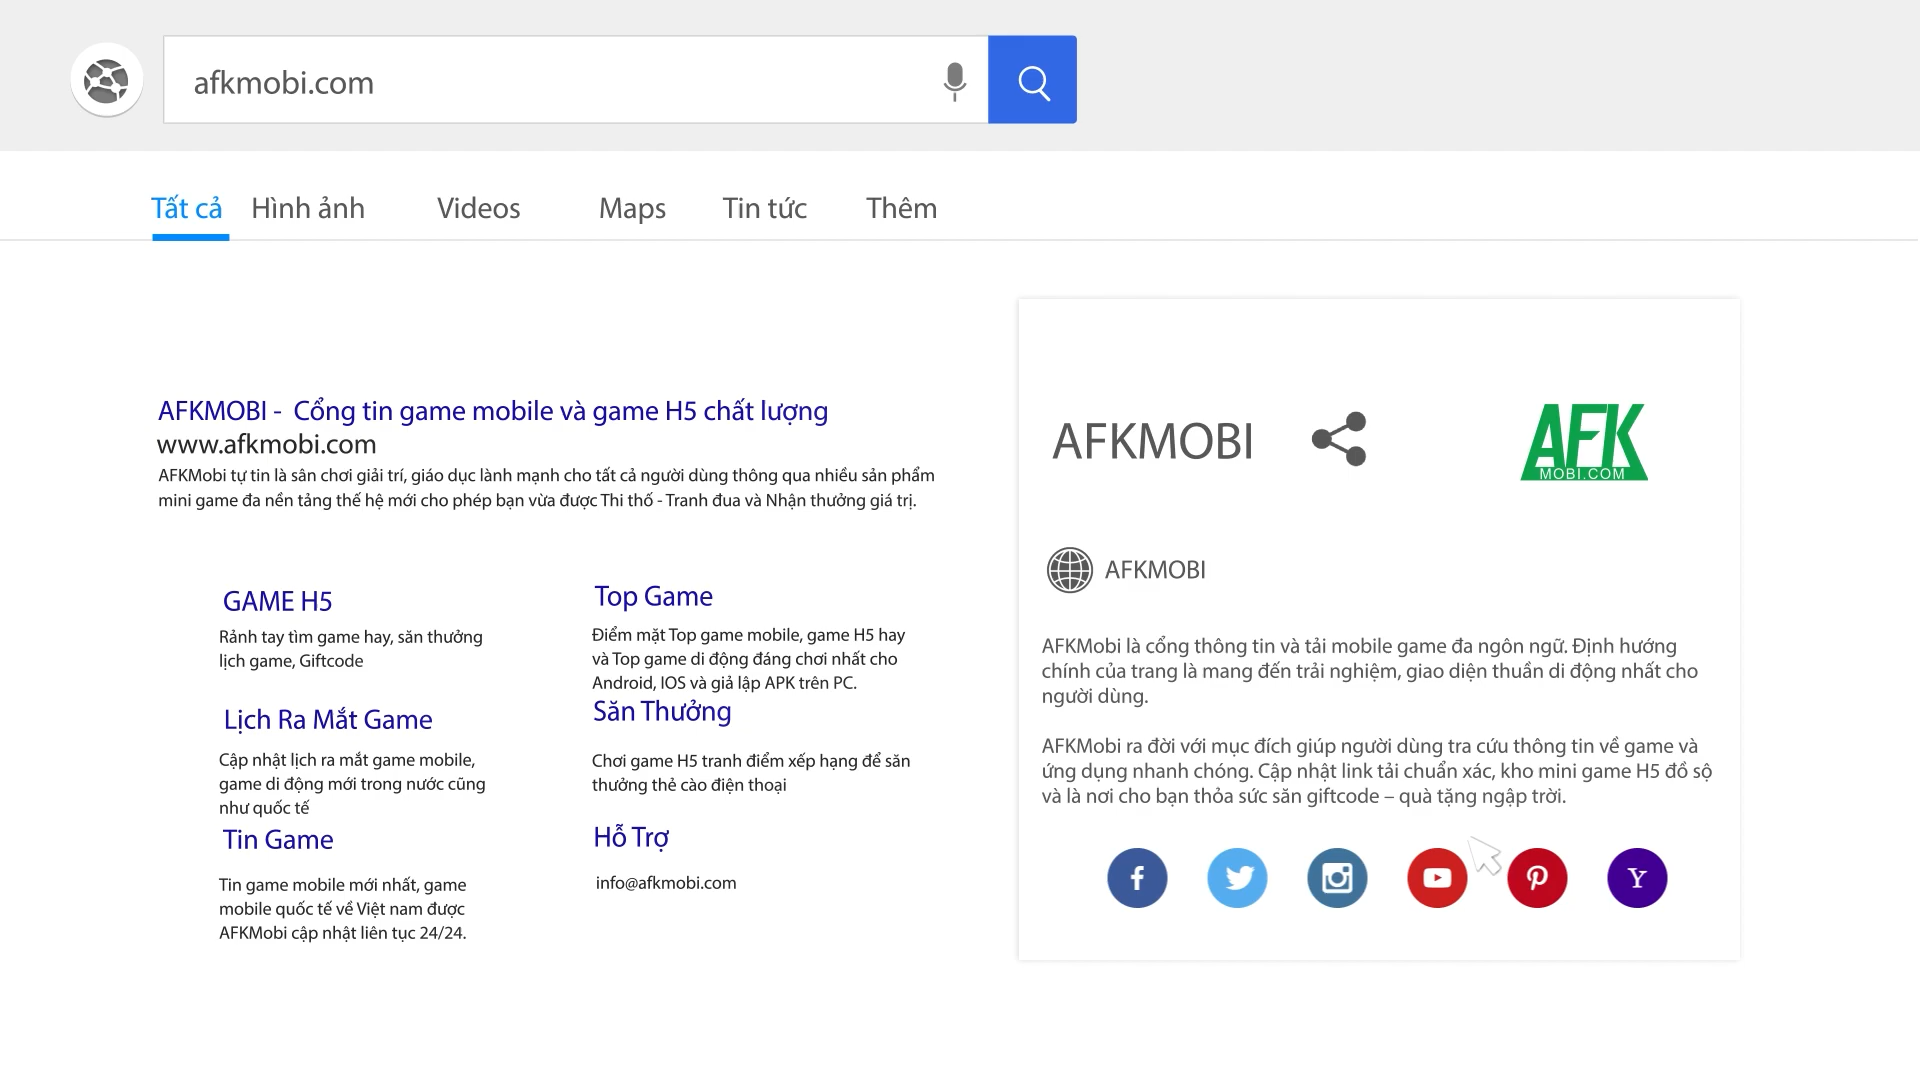 afkmobi.com
Tất cả Hình ảnh Videos Maps Tin tức Thêm
AFKMOBI - Cổng tin game mobile và game H5 chất lượng
www.afkmobi.com
AFKMobi tự tin là sân chơi giải trí, giáo dục lành mạnh cho tất cả người dùng thông qua nhiều sản phẩm
mini game đa nền tảng thế hệ mới cho phép bạn vừa được Thi thố - Tranh đua và Nhận thưởng giá trị.
GAME H5
Rảnh tay tìm game hay, săn thưởng
lịch game, Giftcode
Lịch Ra Mắt Game
Cập nhật lịch ra mắt game mobile,
game di động mới trong nước cũng
như quốc tế
Tin Game
Tin game mobile mới nhất, game
mobile quốc tế về Việt nam được
AFKMobi cập nhật liên tục 24/24.
Top Game
Điểm mặt Top game mobile, game H5 hay
và Top game di động đáng chơi nhất cho
Android, IOS và giả lập APK trên PC.
Săn Thưởng
Chơi game H5 tranh điểm xếp hạng để săn
thưởng thẻ cào điện thoại
Hỗ Trợ
info@afkmobi.com
AFKMOBI
AFK
MOBI.COM
AFKMOBI
AFKMobi là cổng thông tin và tải mobile game đa ngôn ngữ. Định hướng
chính của trang là mang đến trải nghiệm, giao diện thuần di động nhất cho
người dùng.
AFKMobi ra đời với mục đích giúp người dùng tra cứu thông tin về game và
ứng dụng nhanh chóng. Cập nhật link tải chuẩn xác, kho mini game H5 đồ sộ
và là nơi cho bạn thỏa sức săn giftcode – quà tặng ngập trời.